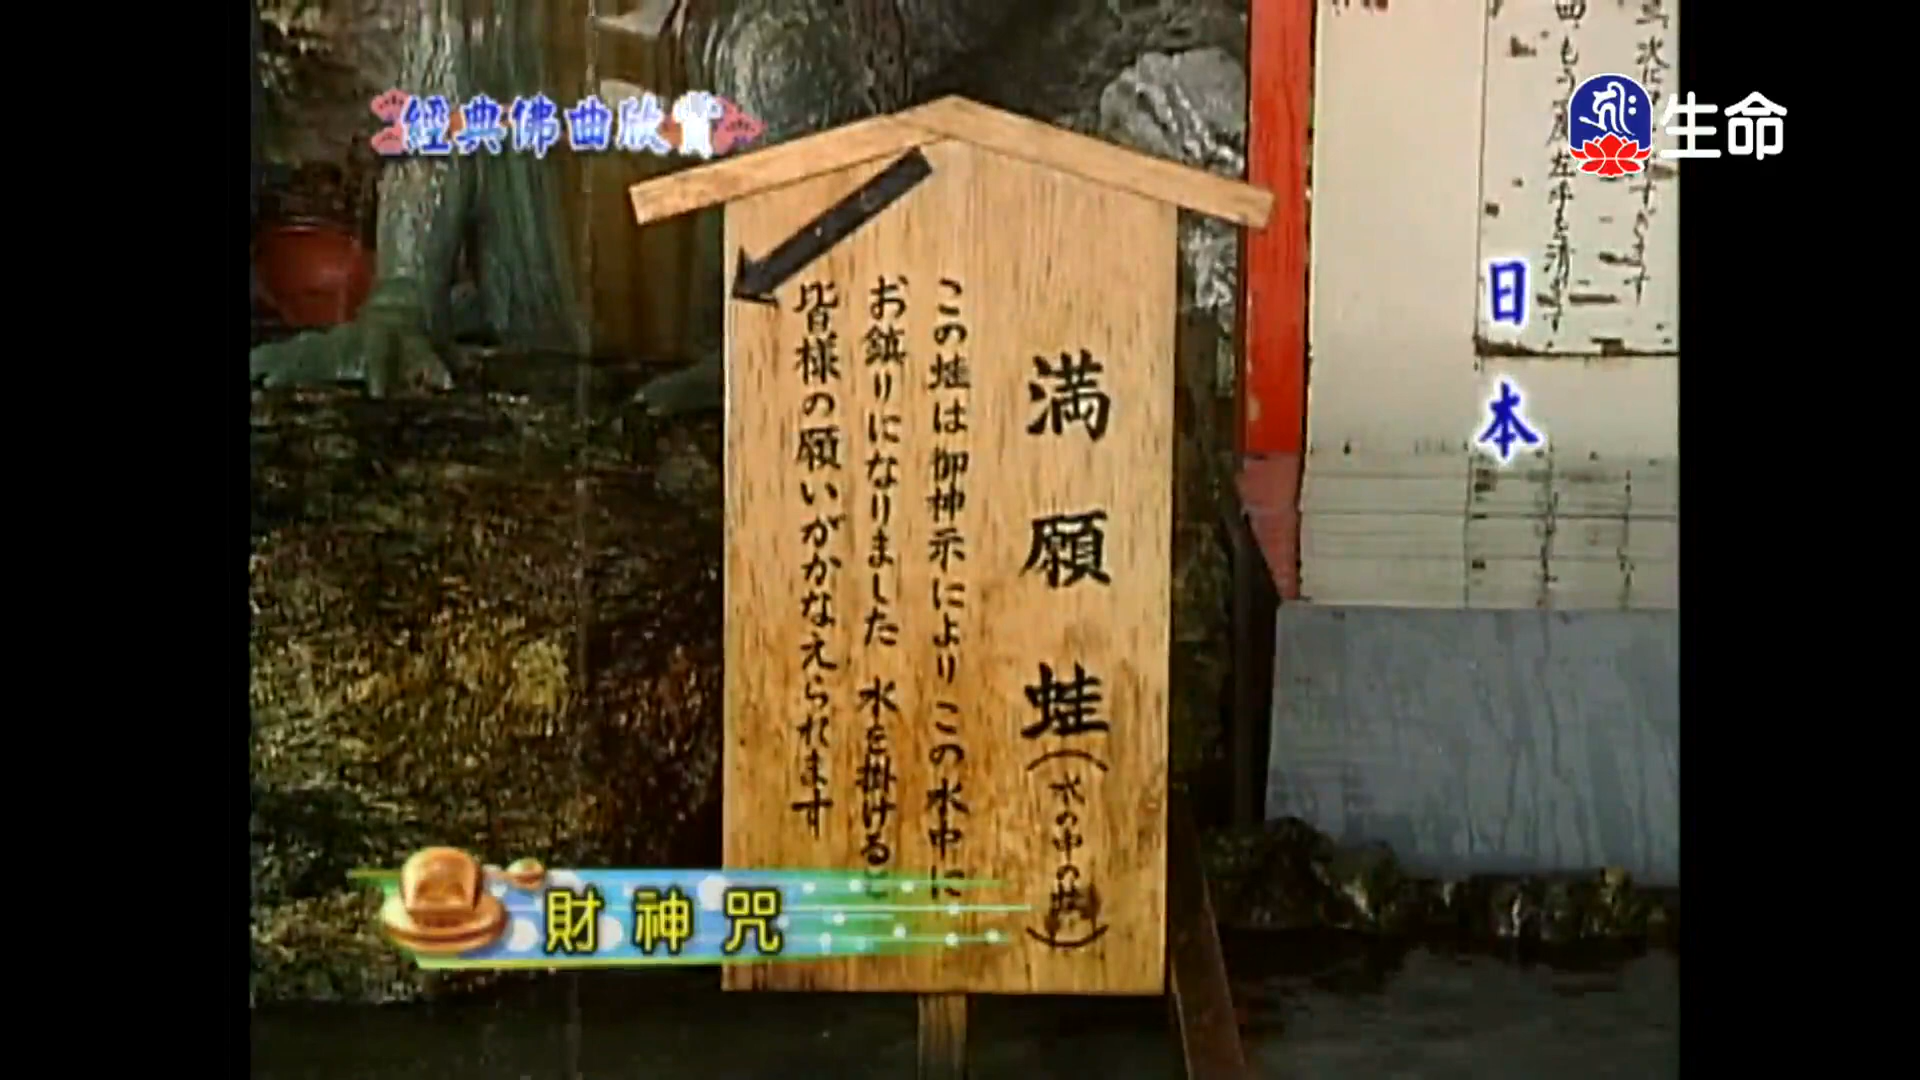 經典佛曲欣賞
生命
日本
満願蛙(水の中の蛙)
この蛙は御神示により この水中に
お鎮りになりました 水を掛けると
皆様の願いがかなえられます
財神咒